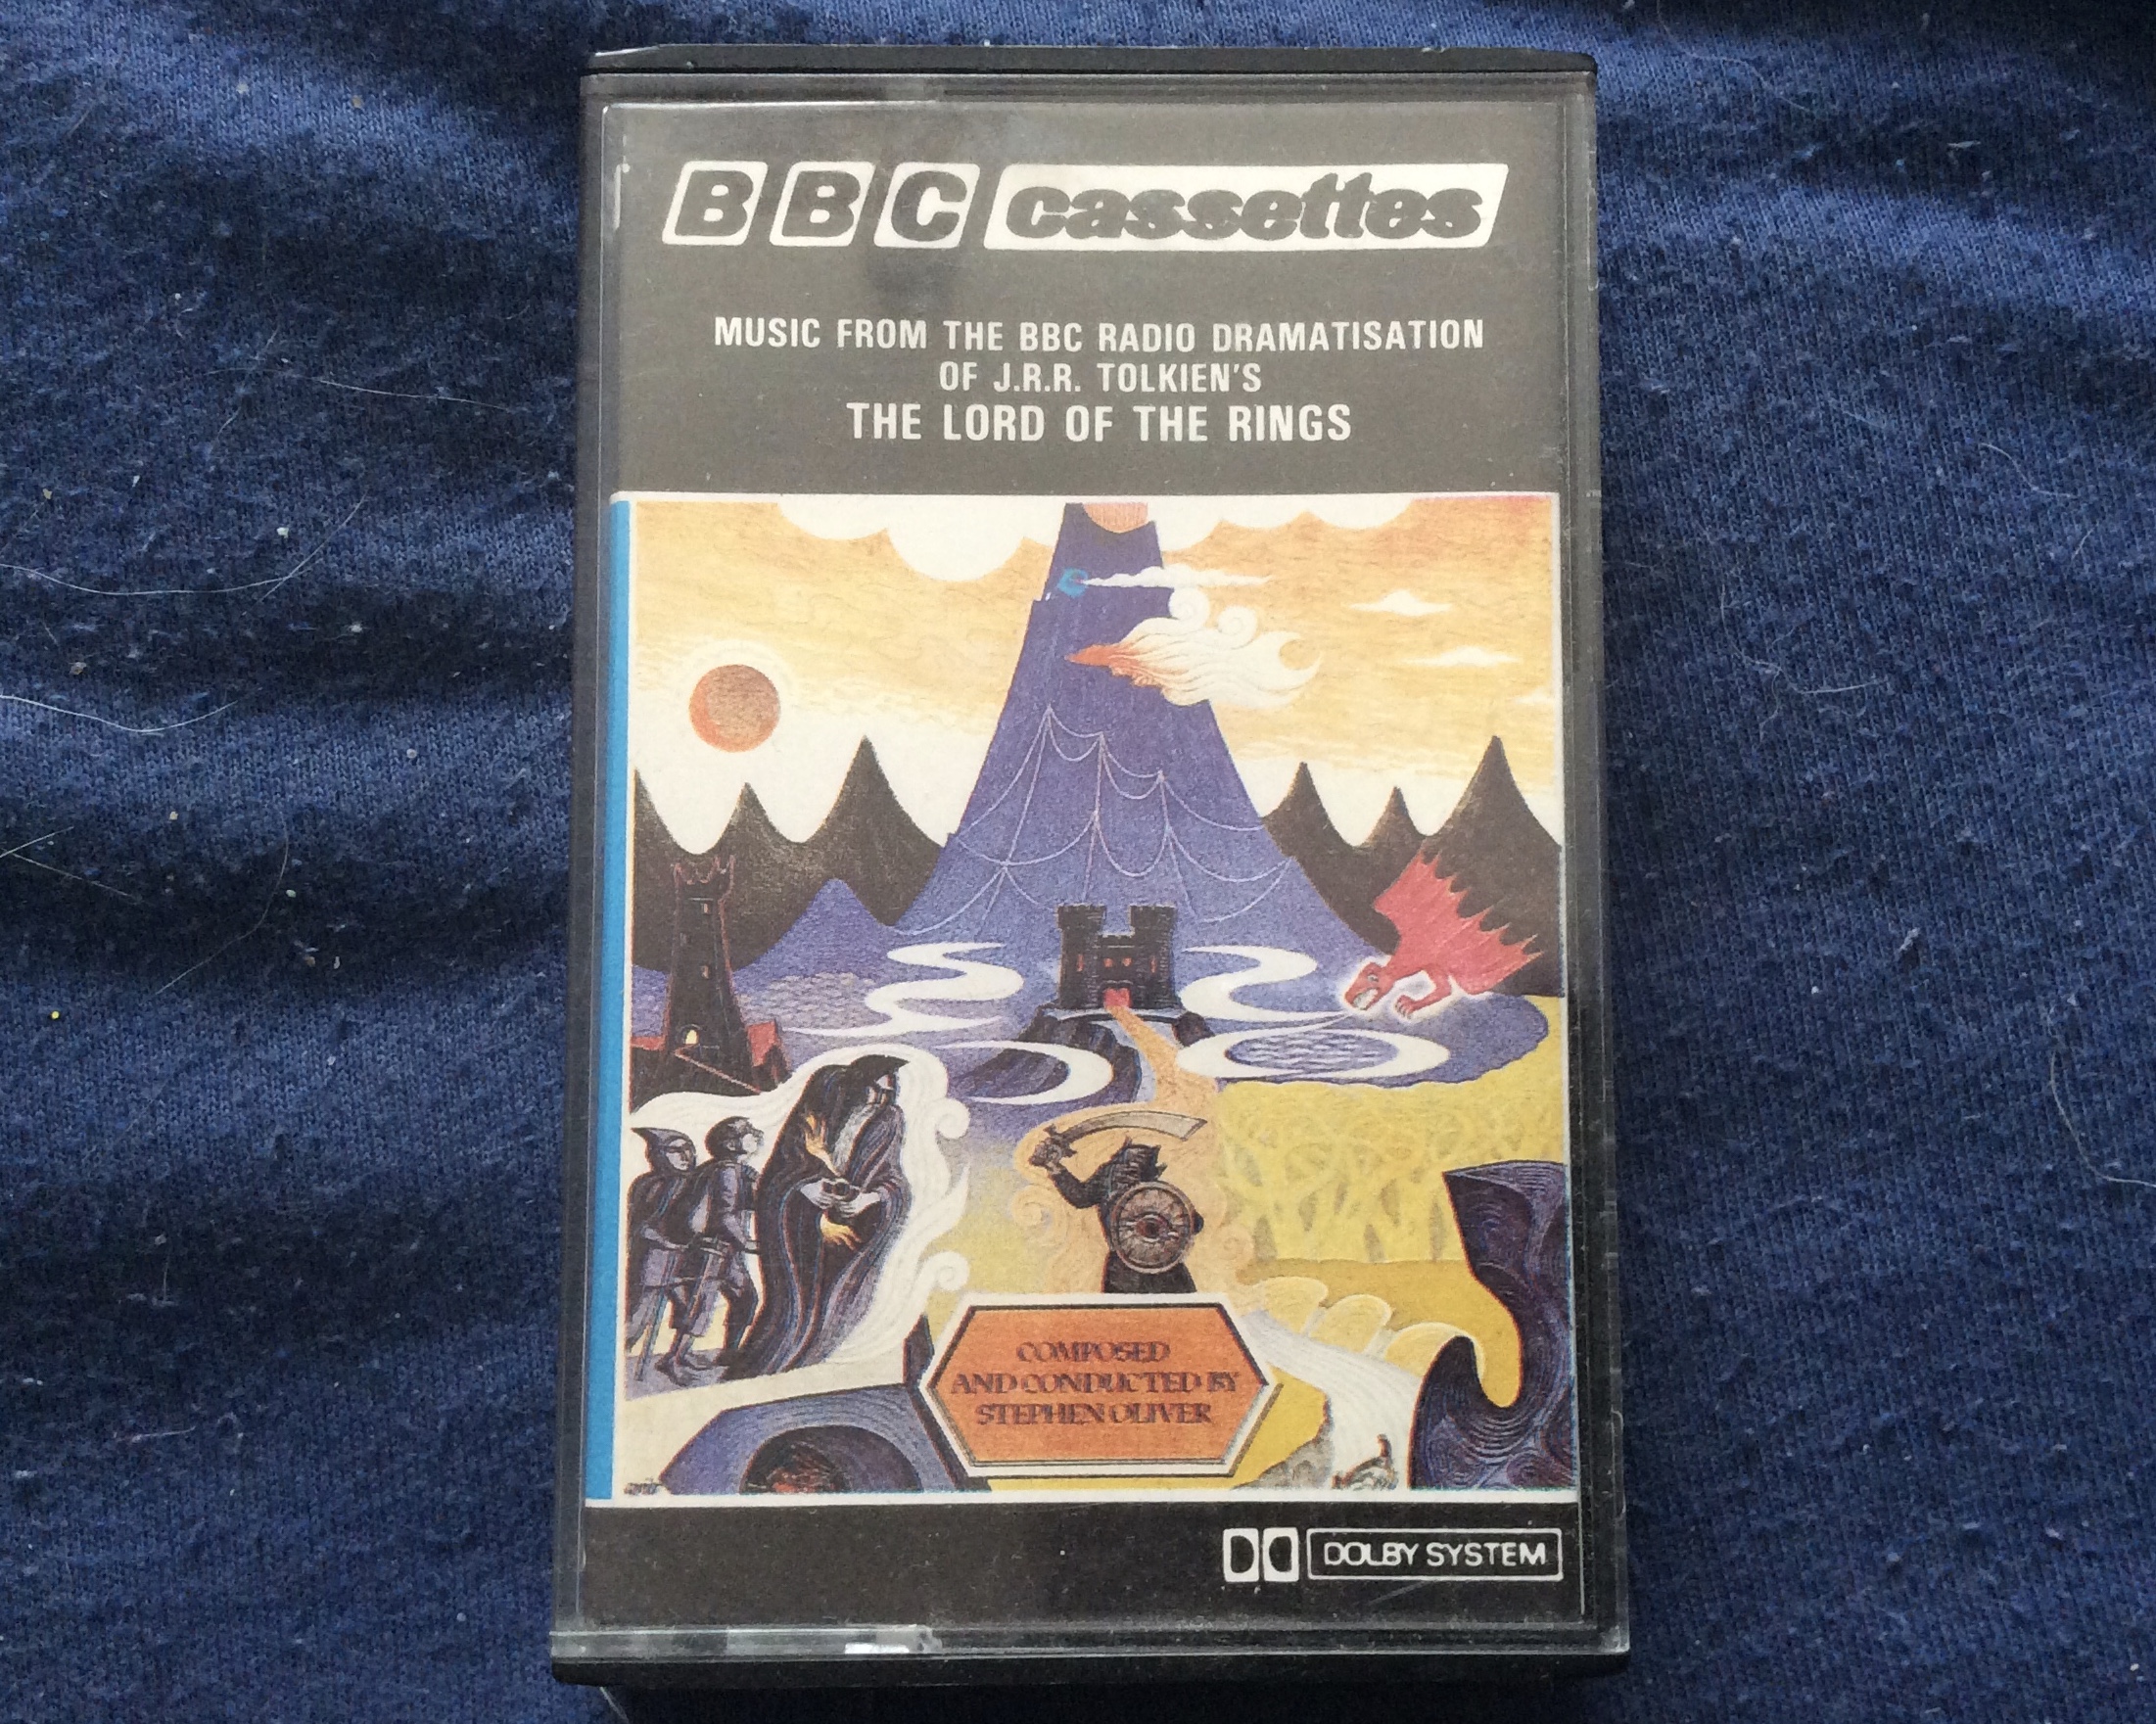 BBC cassettes
MUSIC FROM THE BBC RADIO DRAMATISATION
OF J.R.R. TOLKIEN'S
THE LORD OF THE RINGS
COMPOSED
AND CONDUCTED BY
STEPHEN OLIVER
DOLBY SYSTEM